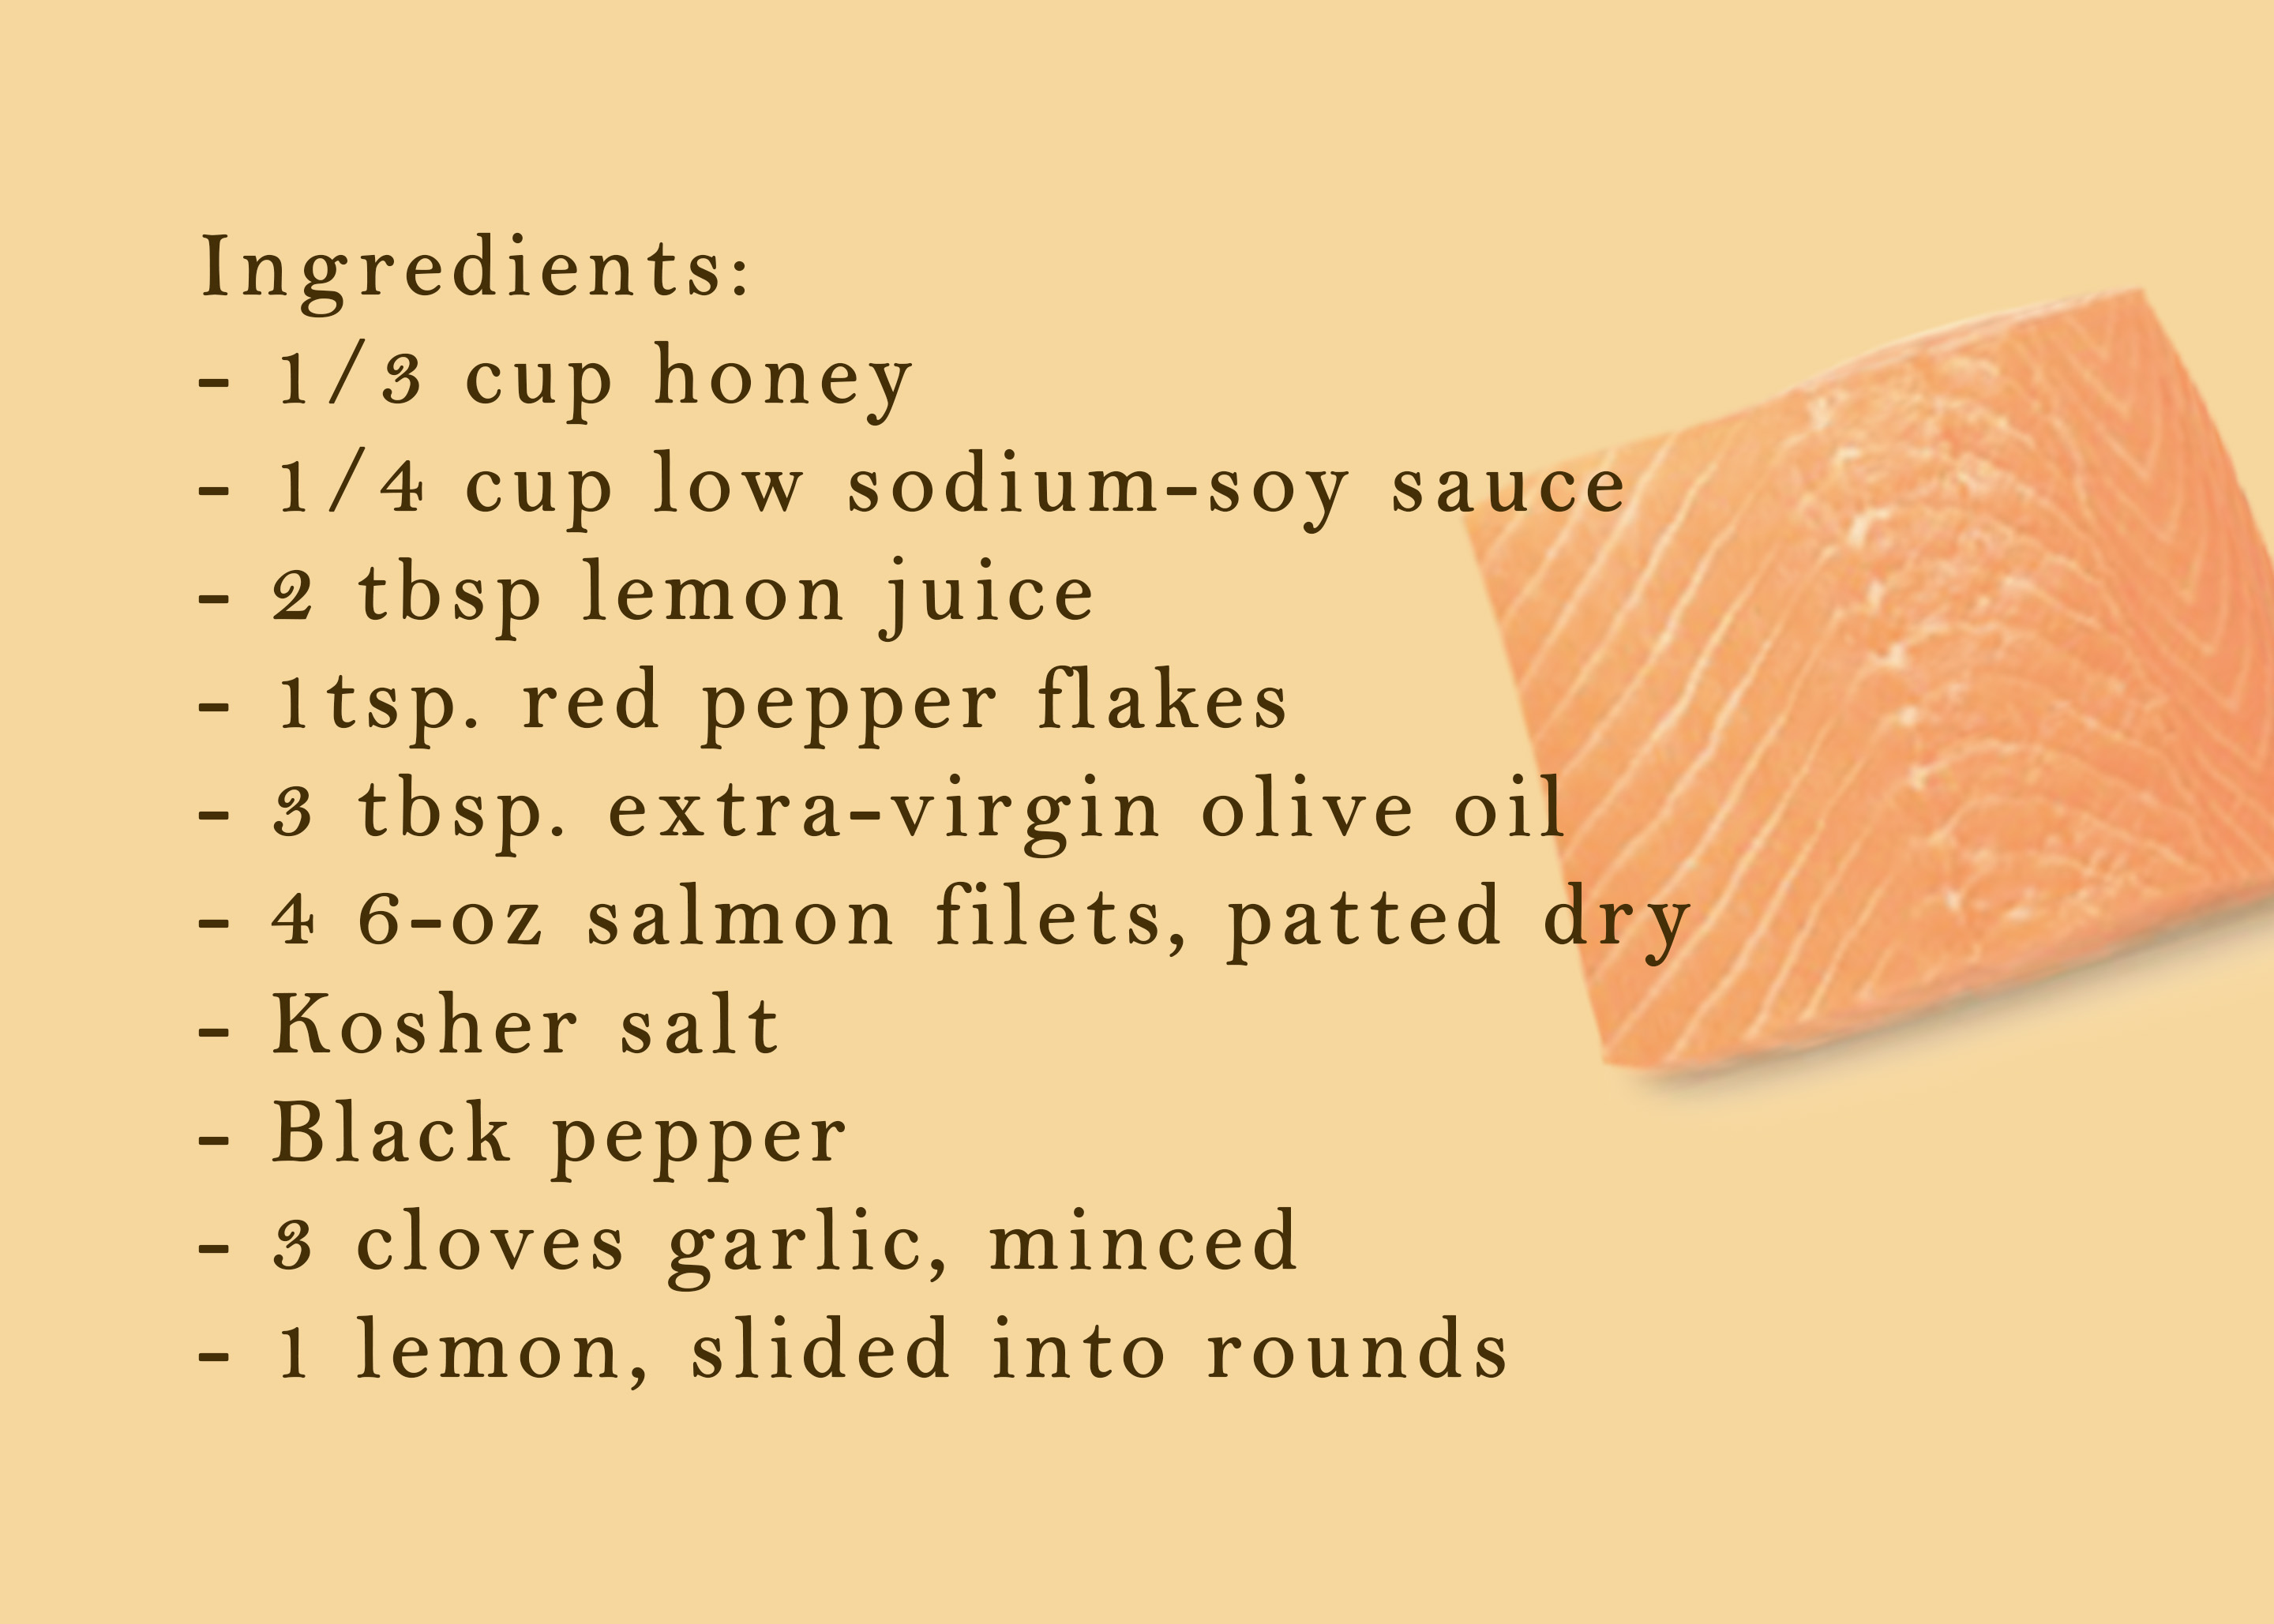 Ingredients:
- 1/3 cup honey
- 1/4 cup low sodium-soy sauce
- 2 tbsp lemon juice
- 1tsp. red pepper flakes
- 3 tbsp. extra-virgin olive oil
- 4 6-oz salmon filets, patted dry
- Kosher salt
- Black pepper
- 3 cloves garlic, minced
- 1 lemon, slided into rounds